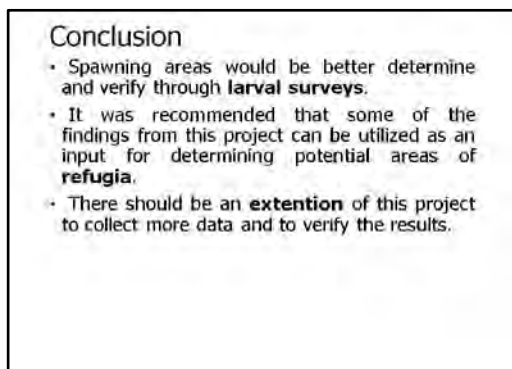 Conclusion
• Spawning areas would be better determine
and verify through larval surveys.
• It was recommended that some of the
findings from this project can be utilized as an
input for determining potential areas of
refugia.
• There should be an extention of this project
to collect more data and to verify the results.